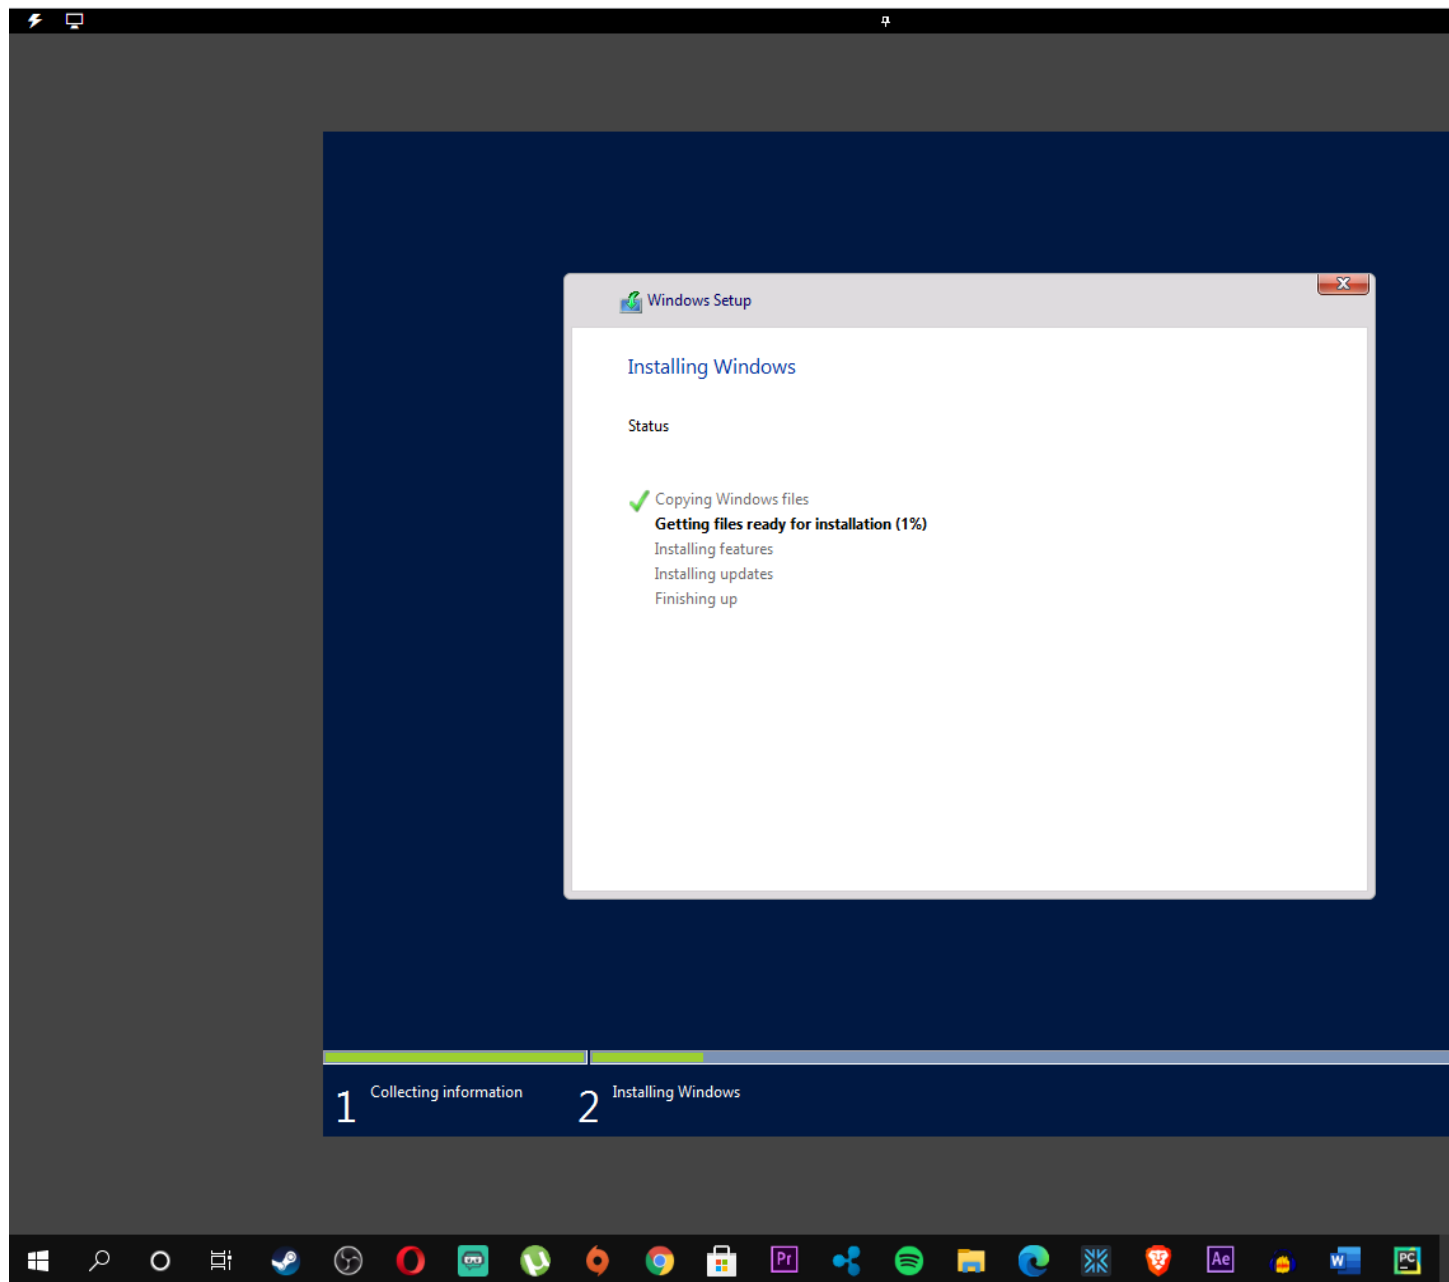 Windows Setup
Installing Windows
Status
Copying Windows files
Getting files ready for installation (1%)
Installing features
Installing updates
Finishing up
1 Collecting information 2 Installing Windows
Pr Ae W PC